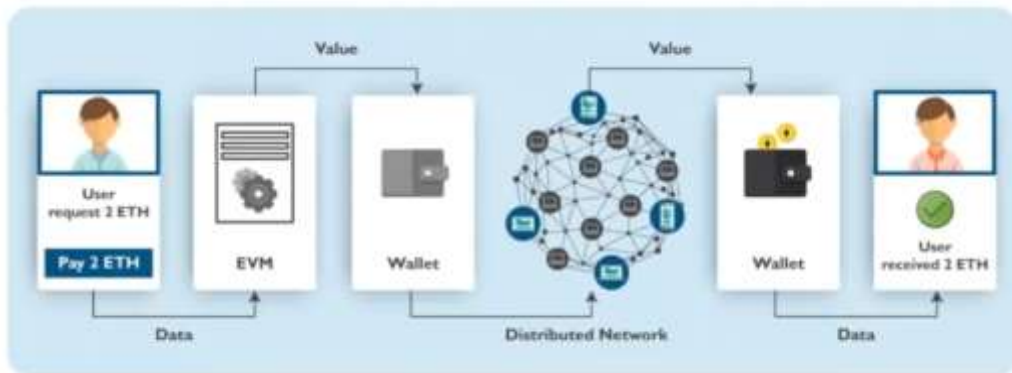 Value
Value
User
request 2 ETH
Pay 2 ETH
EVM
Wallet
Wallet
User
received 2 ETH
Data
Distributed Network
Data